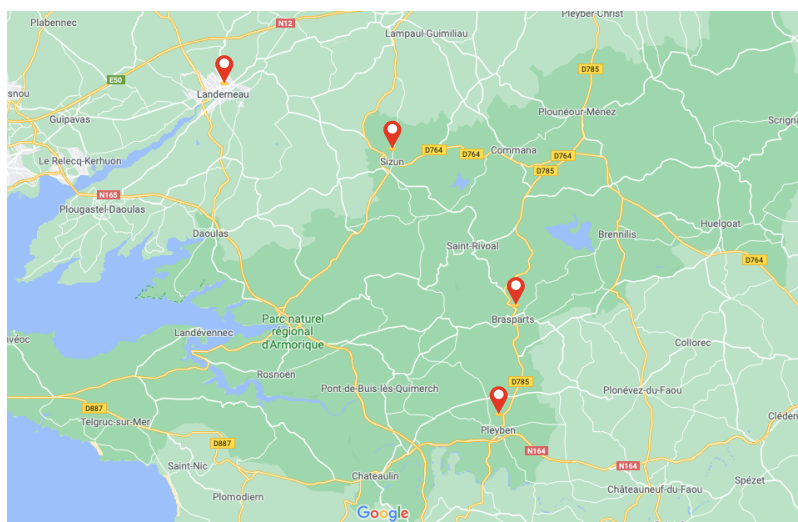 Plabennec
N12
Lampaul-Guimiliau
Pleyber-Christ
D785
E50
Landerneau
snou
Guipavas
Plounéour-Ménez
Scrigna
Le Relecq-Kerhuon
Sizun
D764
D764
Commana
D764
D785
N165
Plougastel-Daoulas
Daoulas
Saint-Rivoal
Brennilis
Huelgoat
D764
Parc naturel
régional
d'Armorique
Landévennec
avéoc
Brasparts
Collorec
Rosnoën
Pont-de-Buis-lès-Quimerch
D785
Plonévez-du-Faou
D887
Telgruc-sur-Mer
Cléden
D887
Pleyben
N164
N164
Saint-Nic
Chateaulin
Plomodiern
Châteauneuf-du-Faou
Spézet
Google